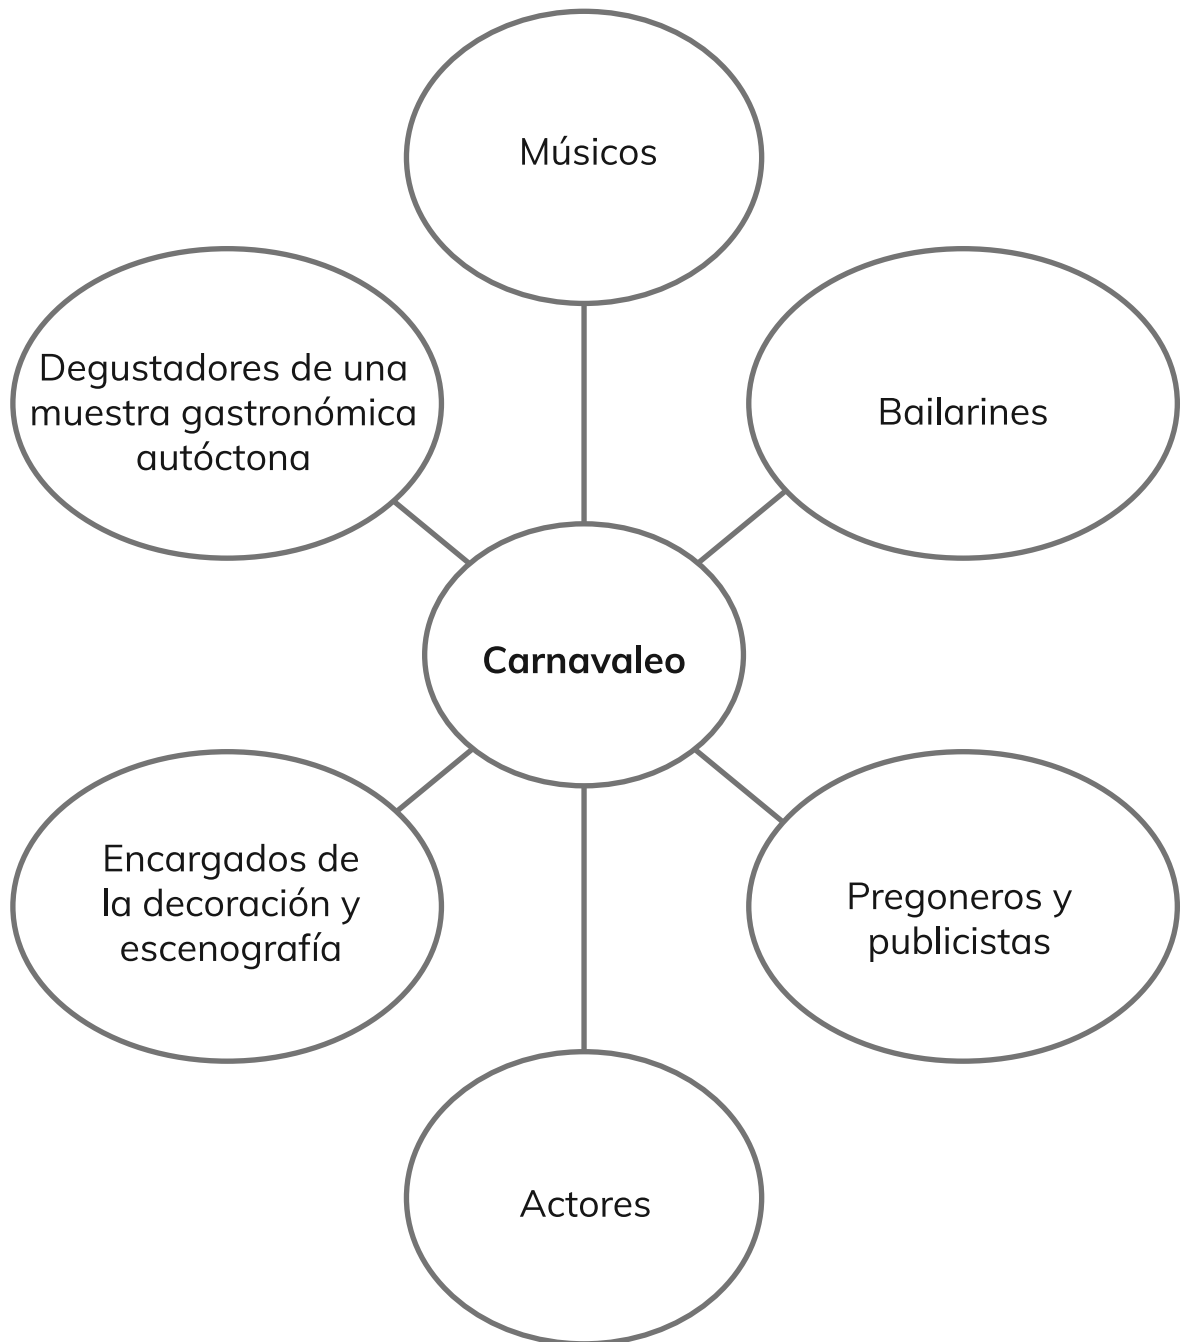 Músicos
Degustadores de una
muestra gastronómica
autóctona
Bailarines
Carnavaleo
Encargados de
la decoración y
escenografía
Pregoneros y
publicistas
Actores